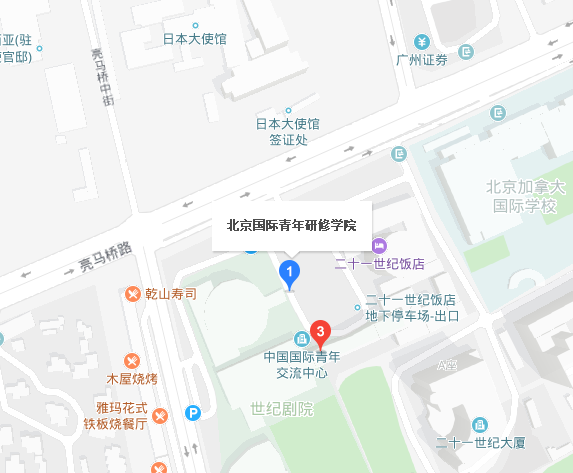 日本大使馆
亚(驻
官邸)
广州证券
亮马桥中街
日本大使馆
签证处
北京加拿大
国际学校
北京国际青年研修学院
亮马桥路
二十一世纪饭店
1
乾山寿司
二十一世纪饭店
地下停车场-出口
3
中国国际青年
交流中心
A座
木屋烧烤
世纪剧院
雅玛花式
铁板烧餐厅
P
二十一世纪大厦